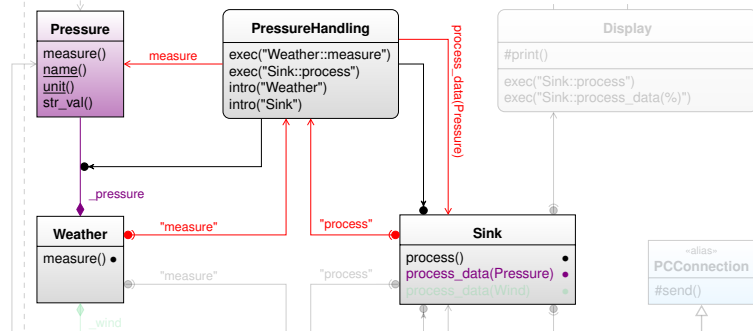 Pressure
measure()
name()
unit()
str_val()
PressureHandling
exec("Weather::measure")
exec("Sink::process")
intro("Weather")
intro("Sink")
Display
#print()
exec("Sink::process")
exec("Sink::process_data(%)")
measure
process_data(Pressure)
_pressure
"measure"
"process"
Weather
measure()
Sink
process()
process_data(Pressure)
process_data(Wind)
"measure"
"process"
«alias»
PCConnection
#send()
_wind